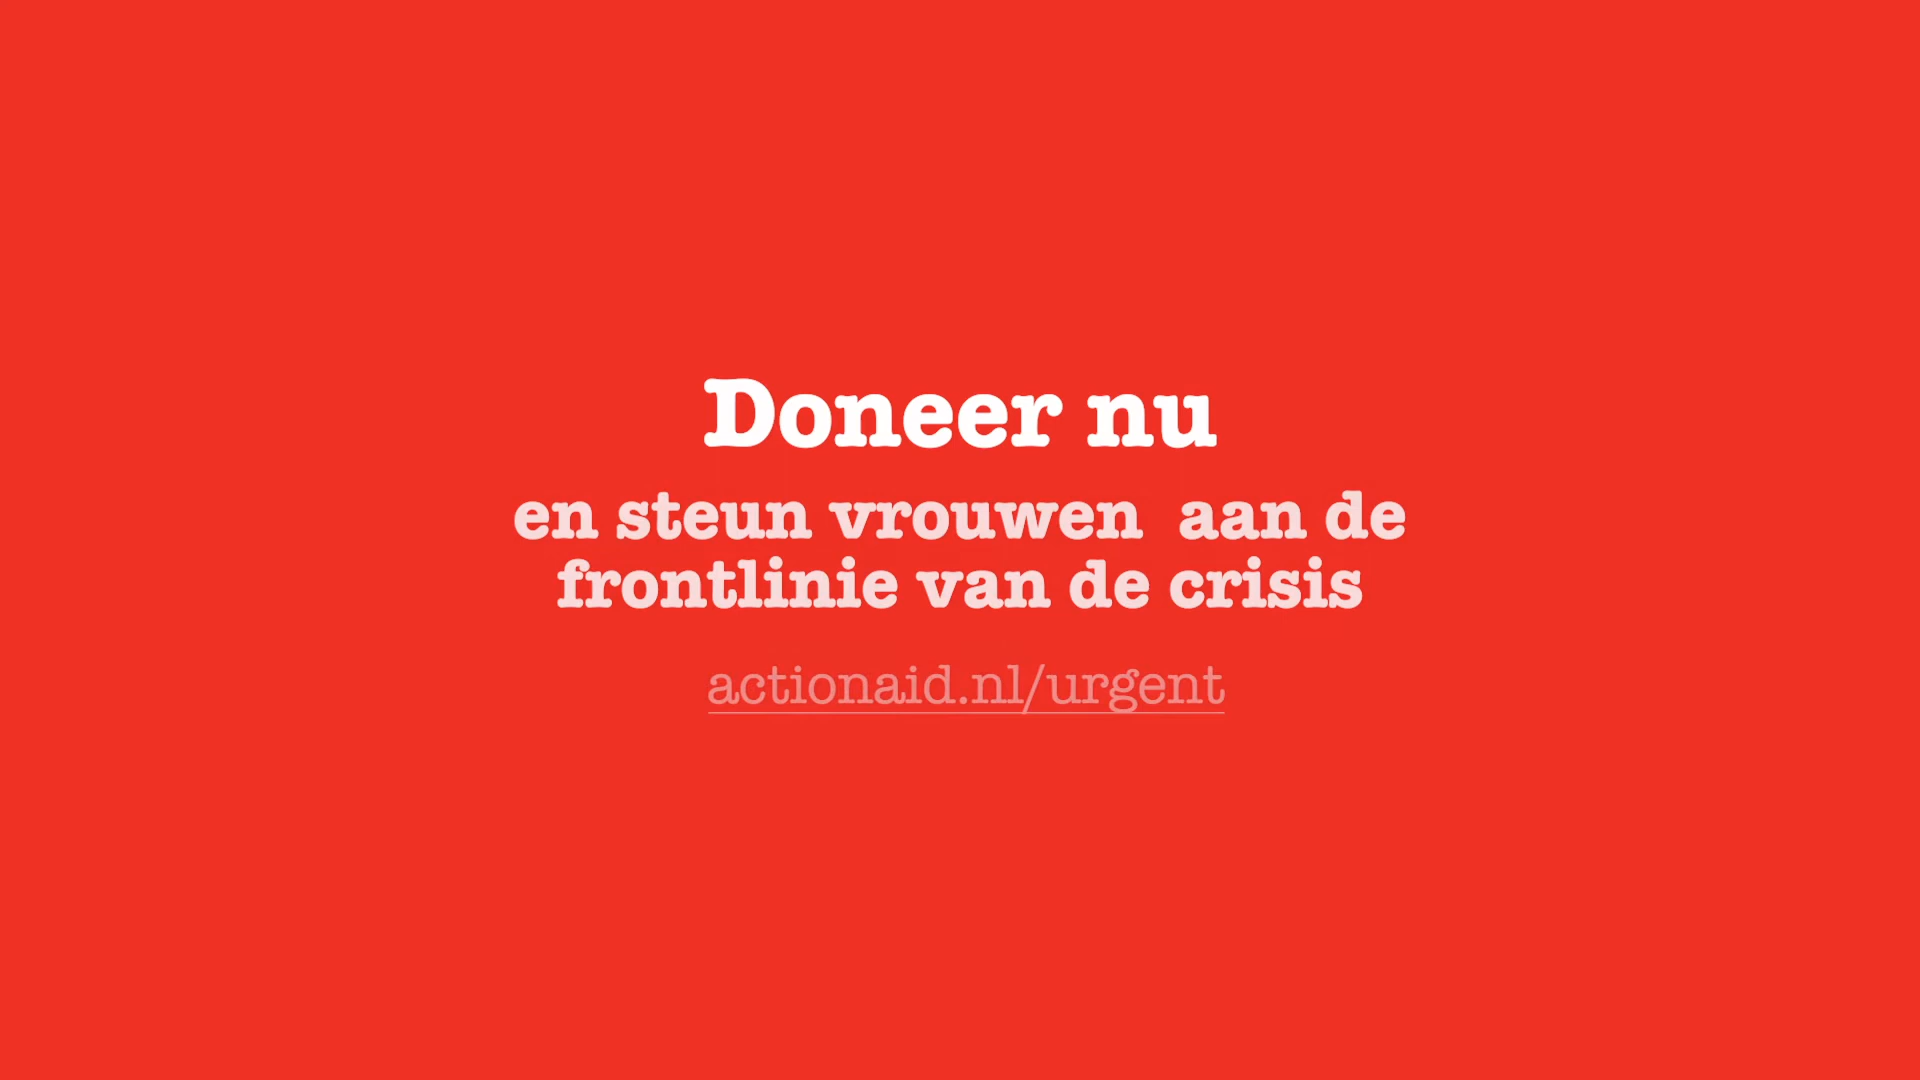 Doneer nu
en steun vrouwen  aan de
frontlinie van de crisis
actionaid.nl/urgent